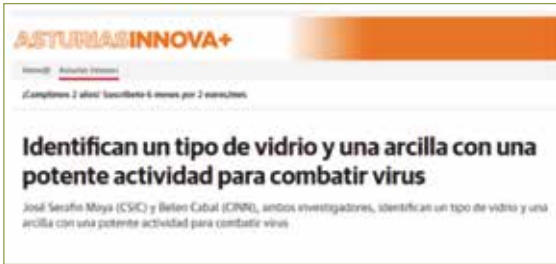 ASTURIASINNOVA+
Asturias Innova+
¡Cumplimos 2 años! Suscríbete 6 meses por 2 euros/mes
Identifican un tipo de vidrio y una arcilla con una
potente actividad para combatir virus
José Serafín Moya (CSIC) y Belén Cabal (CINN), ambos investigadores, identifican un tipo de vidrio y una
arcilla con una potente actividad para combatir virus